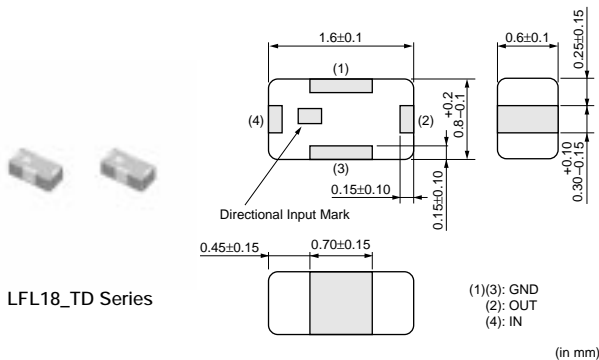 1.6±0.1
0.6±0.1
0.25±0.15
(1)
(4)
(2)
+0.2
0.8–0.1
+0.10
0.30–0.15
(3)
0.15±0.10
0.15±0.10
Directional Input Mark
0.45±0.15
0.70±0.15
LFL18_TD Series
(1)(3): GND
(2): OUT
(4): IN
(in mm)